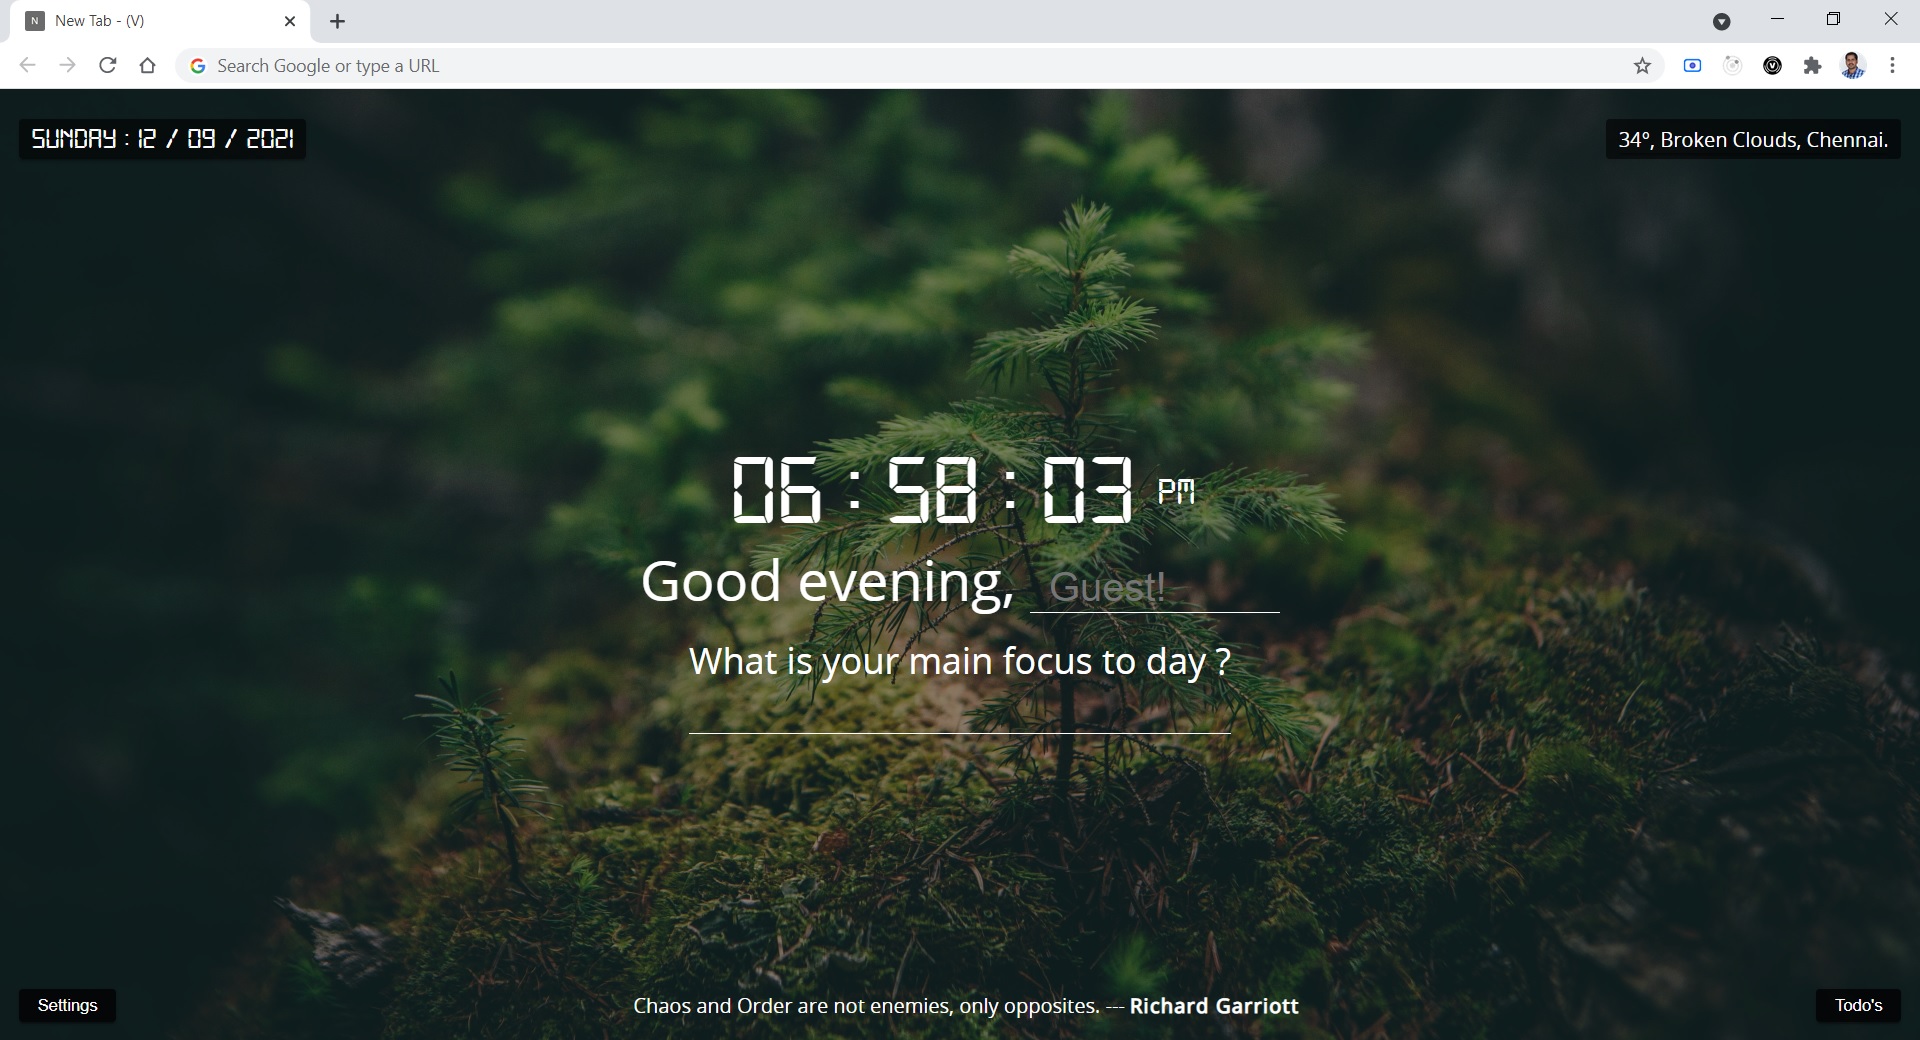 N New Tab - (V)
Search Google or type a URL
SUNDAY : 12 / 09 / 2021
34°, Broken Clouds, Chennai.
06 : 58 : 03 PM
Good evening, Guest!
What is your main focus to day ?
Settings
Chaos and Order are not enemies, only opposites. --- Richard Garriott
Todo's